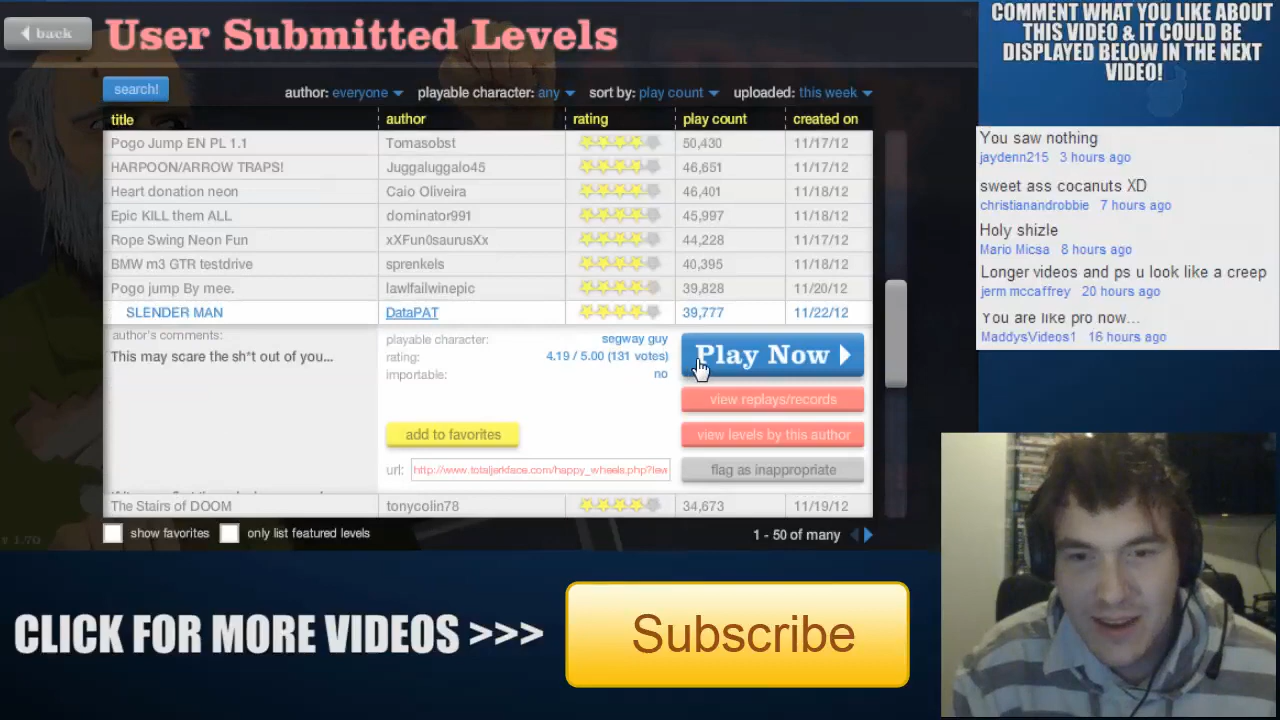 back
User Submitted Levels
search!
author: everyone playable character: any sort by: play count uploaded: this week
title author rating play count created on
Pogo Jump EN PL 1.1 Tomasobst 50,430 11/17/12
HARPOON/ARROW TRAPS! Juggaluggalo45 46,651 11/17/12
Heart donation neon Caio Oliveira 46,401 11/18/12
Epic KILL them ALL dominator991 45,997 11/18/12
Rope Swing Neon Fun xXFun0saurusXx 44,228 11/17/12
BMW m3 GTR testdrive sprenkels 40,395 11/18/12
Pogo jump By mee. lawlfailwinepic 39,828 11/20/12
SLENDER MAN DataPAT 39,777 11/22/12
author's comments:
This may scare the sh*t out of you...
playable character: segway guy
rating: 4.19 / 5.00 (131 votes)
importable: no
Play Now
view replays/records
add to favorites
view levels by this author
url: http://www.totaljerkface.com/happy_wheels.php?lev
flag as inappropriate
The Stairs of DOOM tonycolin78 34,673 11/19/12
show favorites only list featured levels
1 - 50 of many
1.70
COMMENT WHAT YOU LIKE ABOUT
THIS VIDEO & IT COULD BE
DISPLAYED BELOW IN THE NEXT
VIDEO!
You saw nothing
jaydenn215 3 hours ago
sweet ass cocanuts XD
christianandrobbie 7 hours ago
Holy shizle
Mario Micsa 8 hours ago
Longer videos and ps u look like a creep
jerm mccaffrey 20 hours ago
You are like pro now...
MaddysVideos1 16 hours ago
CLICK FOR MORE VIDEOS >>>
Subscribe